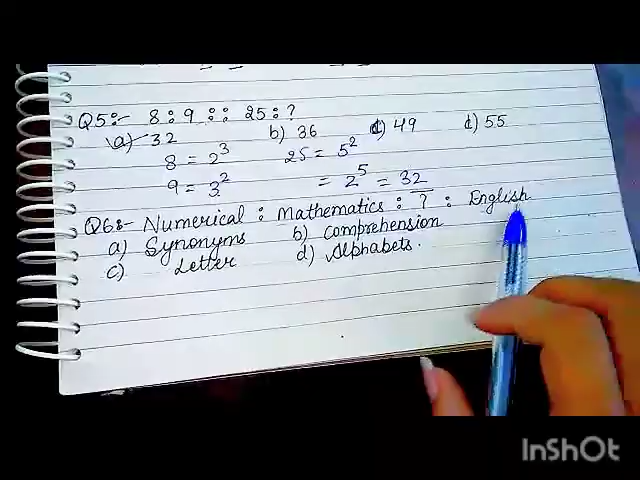 Q5:- 8 : 9 :: 25 : ?
a) 32 b) 36 c) 49 d) 55
8 = 2³ 25 = 5²
9 = 3² = 2⁵ = 32
Q6:- Numerical : Mathematics : ? : English
a) Synonyms b) Comprehension
c) Letter d) Alphabets.
InShOt